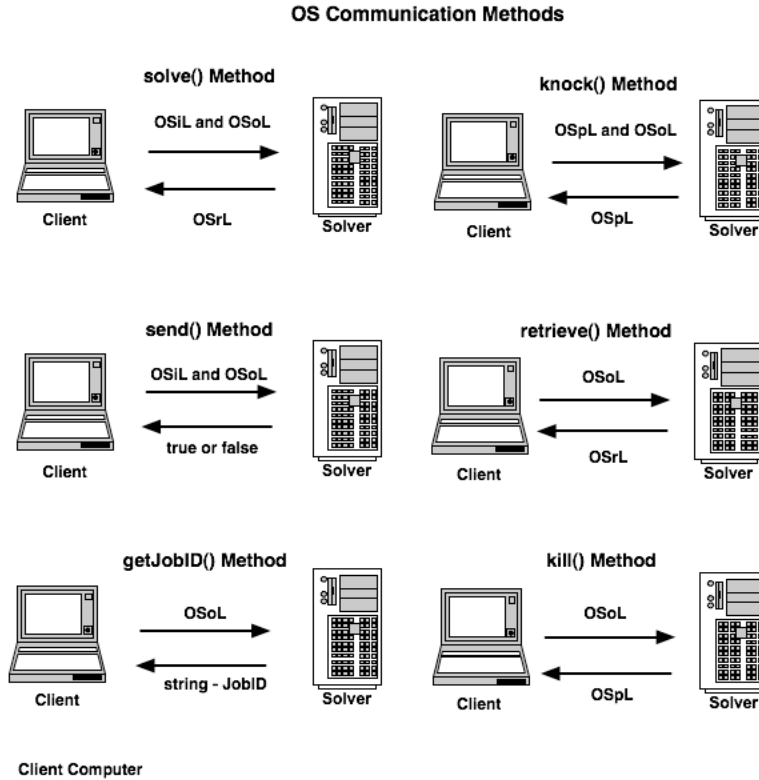 OS Communication Methods
solve() Method
OSiL and OSoL
OSrL
Client
Solver
knock() Method
OSpL and OSoL
OSpL
Client
Solver
send() Method
OSiL and OSoL
true or false
Client
Solver
retrieve() Method
OSoL
OSrL
Client
Solver
getJobID() Method
OSoL
string - JobID
Client
Solver
kill() Method
OSoL
OSpL
Client
Solver
Client Computer